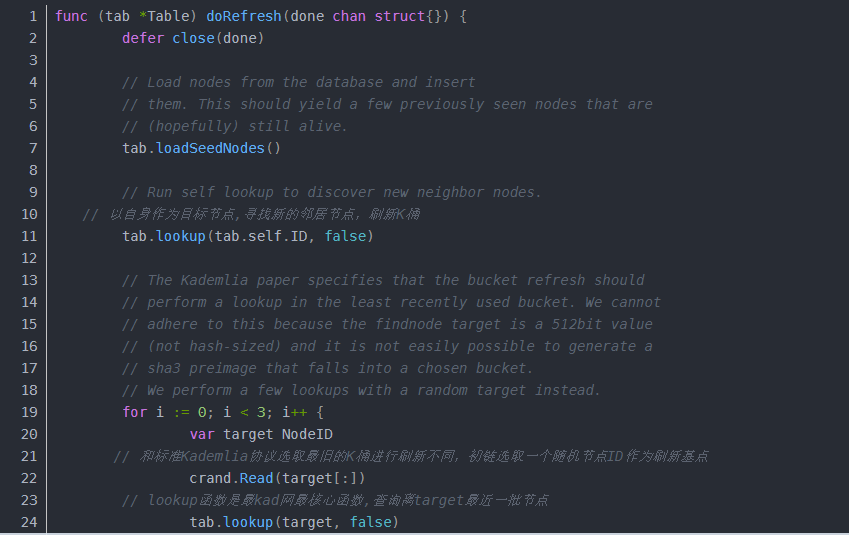 1 func (tab *Table) doRefresh(done chan struct{}) {
2 defer close(done)
3
4 // Load nodes from the database and insert
5 // them. This should yield a few previously seen nodes that are
6 // (hopefully) still alive.
7 tab.loadSeedNodes()
8
9 // Run self lookup to discover new neighbor nodes.
10 // 以自身作为目标节点,寻找新的邻居节点, 刷新K桶
11 tab.lookup(tab.self.ID, false)
12
13 // The Kademlia paper specifies that the bucket refresh should
14 // perform a lookup in the least recently used bucket. We cannot
15 // adhere to this because the findnode target is a 512bit value
16 // (not hash-sized) and it is not easily possible to generate a
17 // sha3 preimage that falls into a chosen bucket.
18 // We perform a few lookups with a random target instead.
19 for i := 0; i < 3; i++ {
20 var target NodeID
21 // 和标准Kademlia协议选取最旧的K桶进行刷新不同, 初链选取一个随机节点ID作为刷新基点
22 crand.Read(target[:])
23 // lookup函数是最kad网最核心函数,查询离target最近一批节点
24 tab.lookup(target, false)